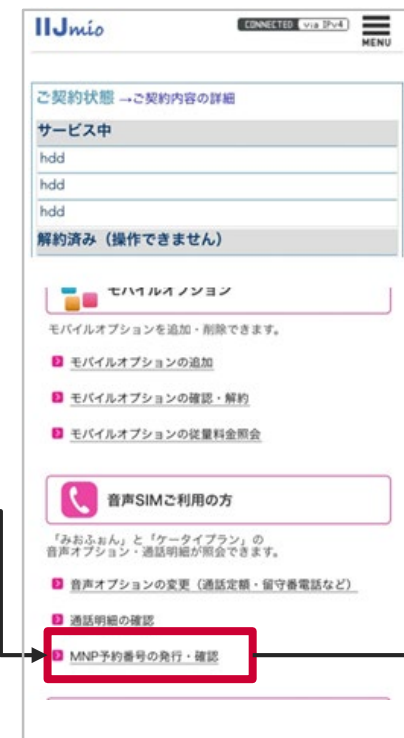 IIJmio
CONNECTED via IPv4
MENU
ご契約状態 →ご契約内容の詳細
サービス中
hdd
hdd
hdd
解約済み（操作できません）
モバイルオプション
モバイルオプションを追加・削除できます。
モバイルオプションの追加
モバイルオプションの確認・解約
モバイルオプションの従量料金照会
音声SIMご利用の方
「みおふぉん」と「ケータイプラン」の
音声オプション・通話明細が照会できます。
音声オプションの変更（通話定額・留守番電話など）
通話明細の確認
MNP予約番号の発行・確認